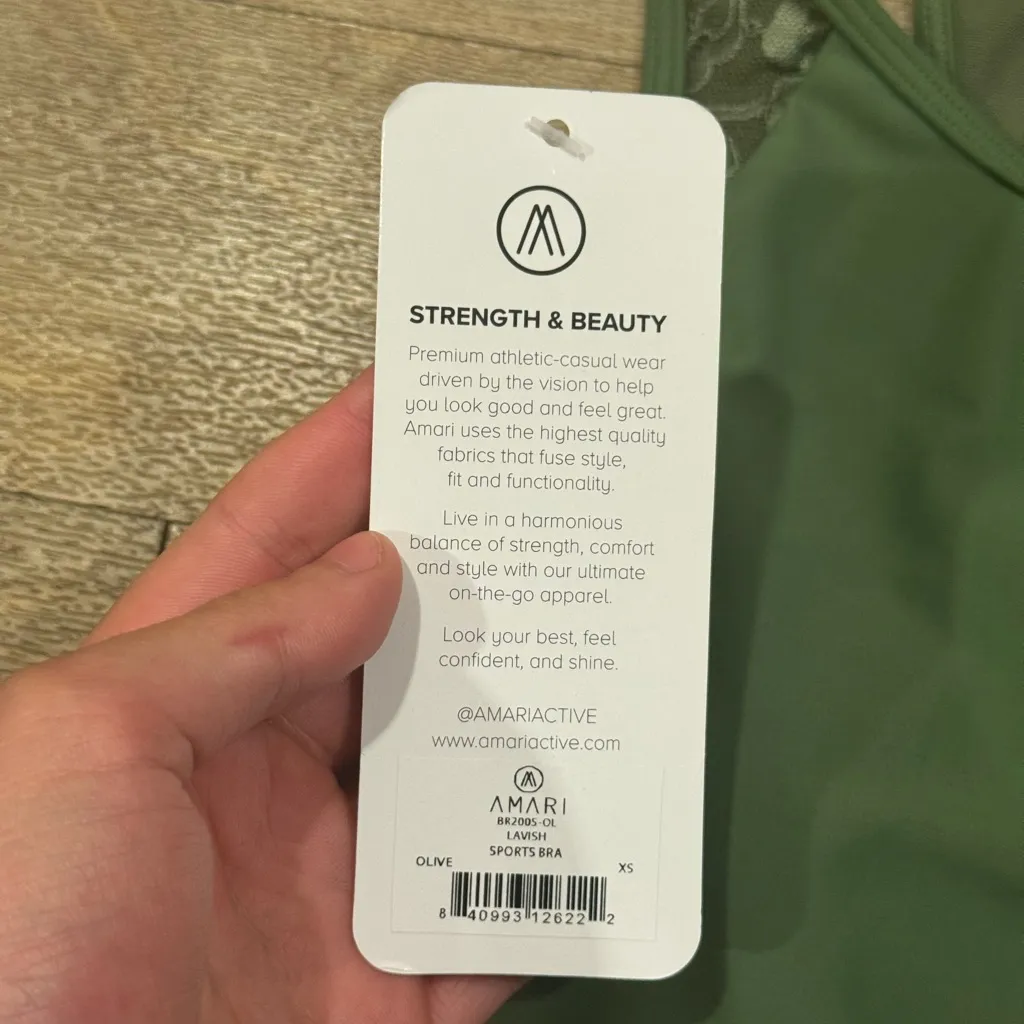 STRENGTH & BEAUTY
Premium athletic-casual wear
driven by the vision to help
you look good and feel great.
Amari uses the highest quality
fabrics that fuse style,
fit and functionality.
Live in a harmonious
balance of strength, comfort
and style with our ultimate
on-the-go apparel.
Look your best, feel
confident, and shine.
@AMARIACTIVE
www.amariactive.com
AMARI
BR2005-OL
LAVISH
SPORTS BRA
OLIVE XS
8 40993 12622 2